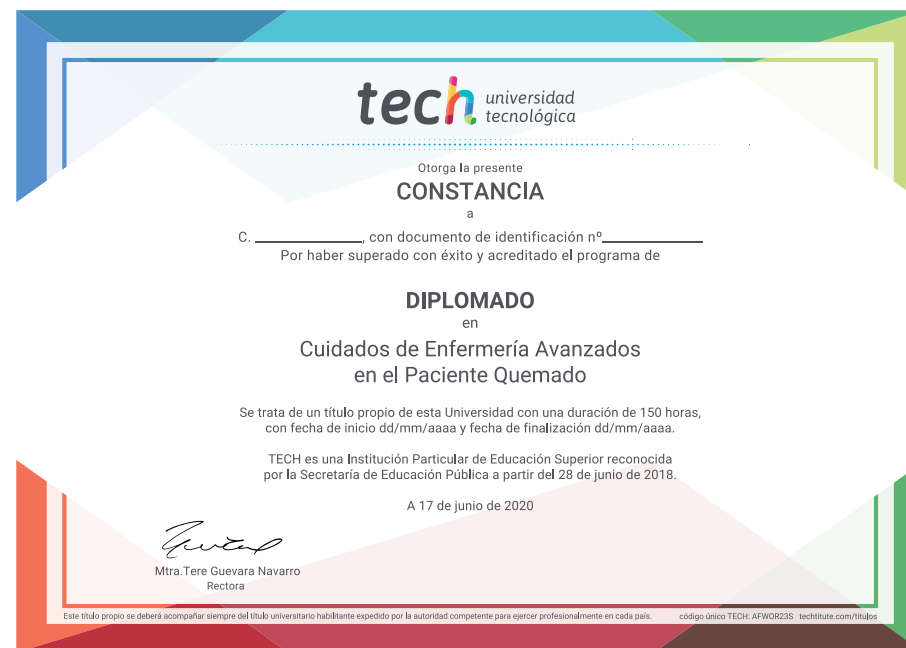 tech universidad
tecnológica
Otorga la presente
CONSTANCIA
a
C. ____________, con documento de identificación nº____________
Por haber superado con éxito y acreditado el programa de
DIPLOMADO
en
Cuidados de Enfermería Avanzados
en el Paciente Quemado
Se trata de un título propio de esta Universidad con una duración de 150 horas,
con fecha de inicio dd/mm/aaaa y fecha de finalización dd/mm/aaaa.
TECH es una Institución Particular de Educación Superior reconocida
por la Secretaría de Educación Pública a partir del 28 de junio de 2018.
A 17 de junio de 2020
Mtra.Tere Guevara Navarro
Rectora
Este título propio se deberá acompañar siempre del título universitario habilitante expedido por la autoridad competente para ejercer profesionalmente en cada país. código único TECH: AFWOR23S techtitute.com/titulos